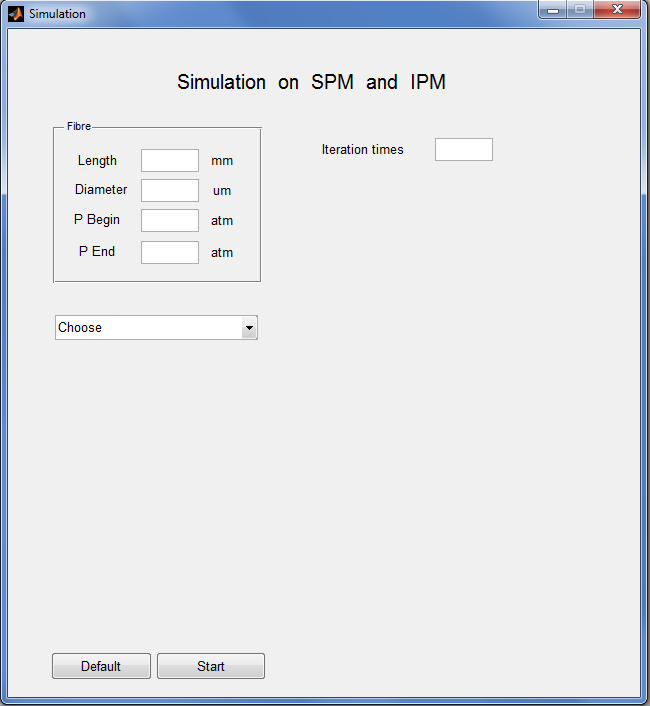 Simulation
Simulation on SPM and IPM
Fibre
Length mm
Diameter um
P Begin atm
P End atm
Iteration times
Choose
Default Start